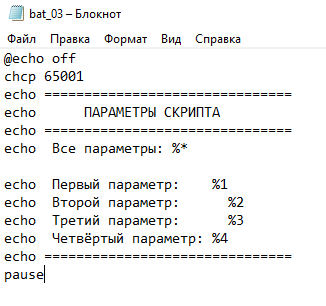 bat_03 – Блокнот
Файл Правка Формат Вид Справка
@echo off
chcp 65001
echo ===============================
echo      ПАРАМЕТРЫ СКРИПТА
echo ===============================
echo  Все параметры: %*

echo  Первый параметр:    %1
echo  Второй параметр:      %2
echo  Третий параметр:      %3
echo  Четвёртый параметр: %4
echo ===============================
pause